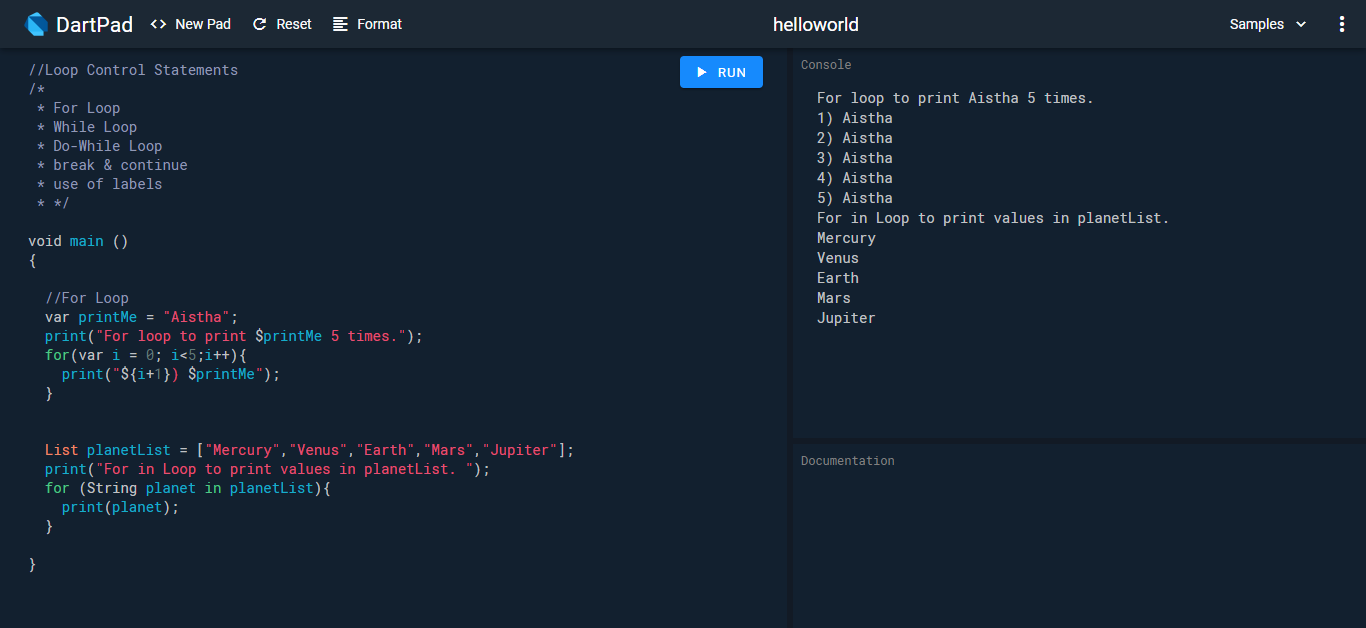 DartPad <> New Pad Reset Format helloworld Samples
//Loop Control Statements
/*
* For Loop
* While Loop
* Do-While Loop
* break & continue
* use of labels
* */
void main ()
{
//For Loop
var printMe = "Aistha";
print("For loop to print $printMe 5 times.");
for(var i = 0; i<5;i++){
print("${i+1}) $printMe");
}
List planetList = ["Mercury","Venus","Earth","Mars","Jupiter"];
print("For in Loop to print values in planetList. ");
for (String planet in planetList){
print(planet);
}
}
RUN
Console
For loop to print Aistha 5 times.
1) Aistha
2) Aistha
3) Aistha
4) Aistha
5) Aistha
For in Loop to print values in planetList.
Mercury
Venus
Earth
Mars
Jupiter
Documentation